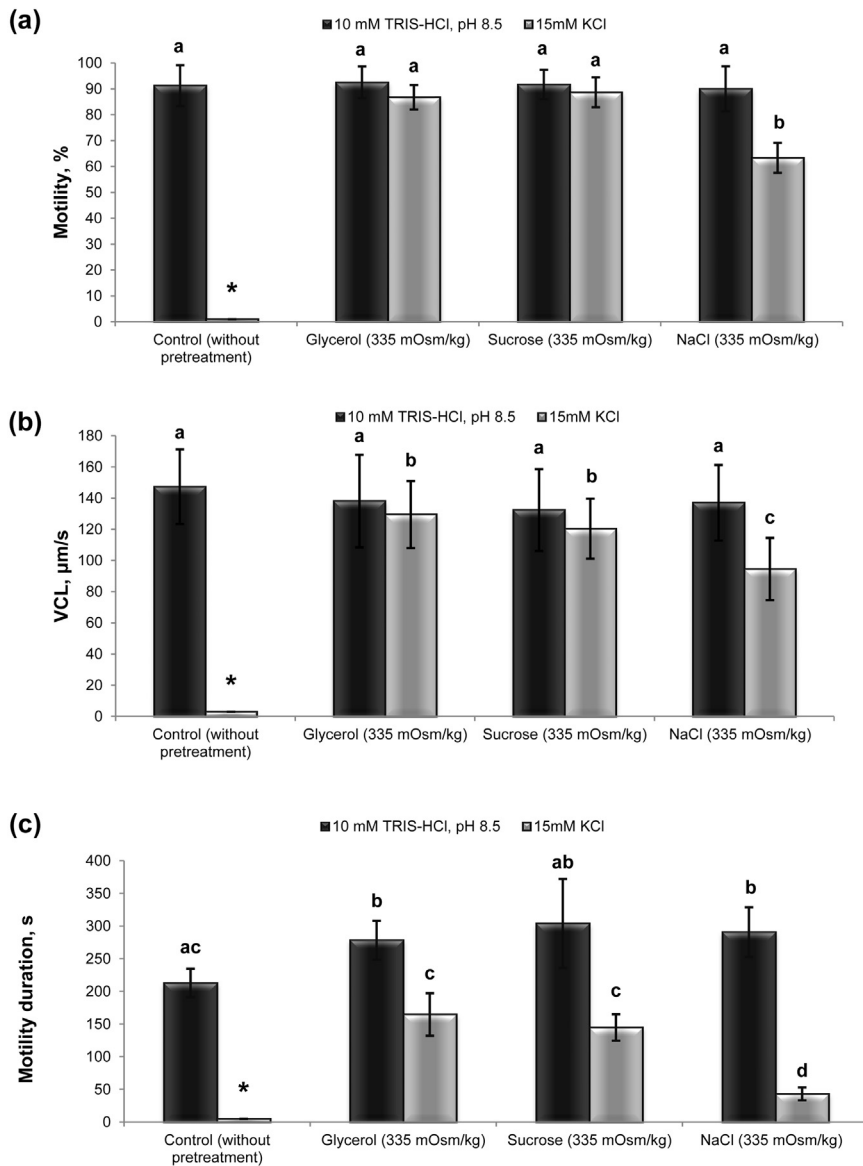 (a)
10 mM TRIS-HCl, pH 8.5 15mM KCl
a a a a a a b
*
Motility, %
100
90
80
70
60
50
40
30
20
10
0
Control (without pretreatment) Glycerol (335 mOsm/kg) Sucrose (335 mOsm/kg) NaCl (335 mOsm/kg)
(b)
10 mM TRIS-HCl, pH 8.5 15mM KCl
a a b a b a c
*
VCL, µm/s
180
160
140
120
100
80
60
40
20
0
Control (without pretreatment) Glycerol (335 mOsm/kg) Sucrose (335 mOsm/kg) NaCl (335 mOsm/kg)
(c)
10 mM TRIS-HCl, pH 8.5 15mM KCl
ac b c ab c b d
*
Motility duration, s
400
350
300
250
200
150
100
50
0
Control (without pretreatment) Glycerol (335 mOsm/kg) Sucrose (335 mOsm/kg) NaCl (335 mOsm/kg)